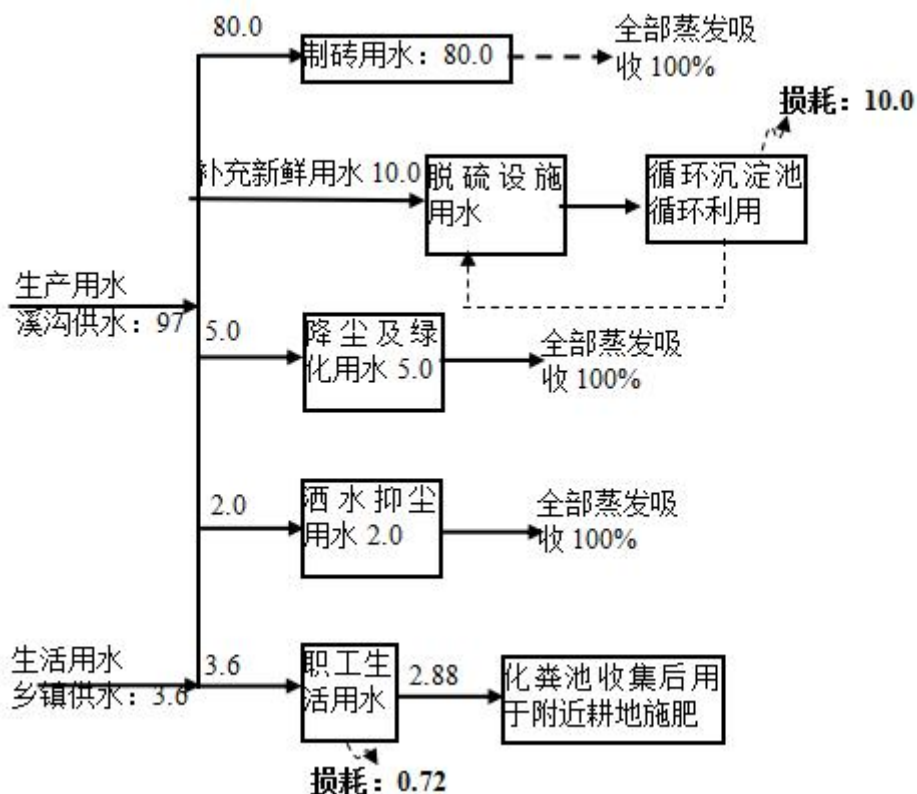 80.0
制砖用水：80.0
全部蒸发吸
收 100%
损耗：10.0
补充新鲜用水 10.0
脱硫设施
用水
循环沉淀池
循环利用
生产用水
溪沟供水：97
5.0
降尘及绿
化用水 5.0
全部蒸发吸
收 100%
2.0
洒水抑尘
用水 2.0
全部蒸发吸
收 100%
生活用水
乡镇供水：3.6
3.6
职工生
活用水
2.88
化粪池收集后用
于附近耕地施肥
损耗：0.72